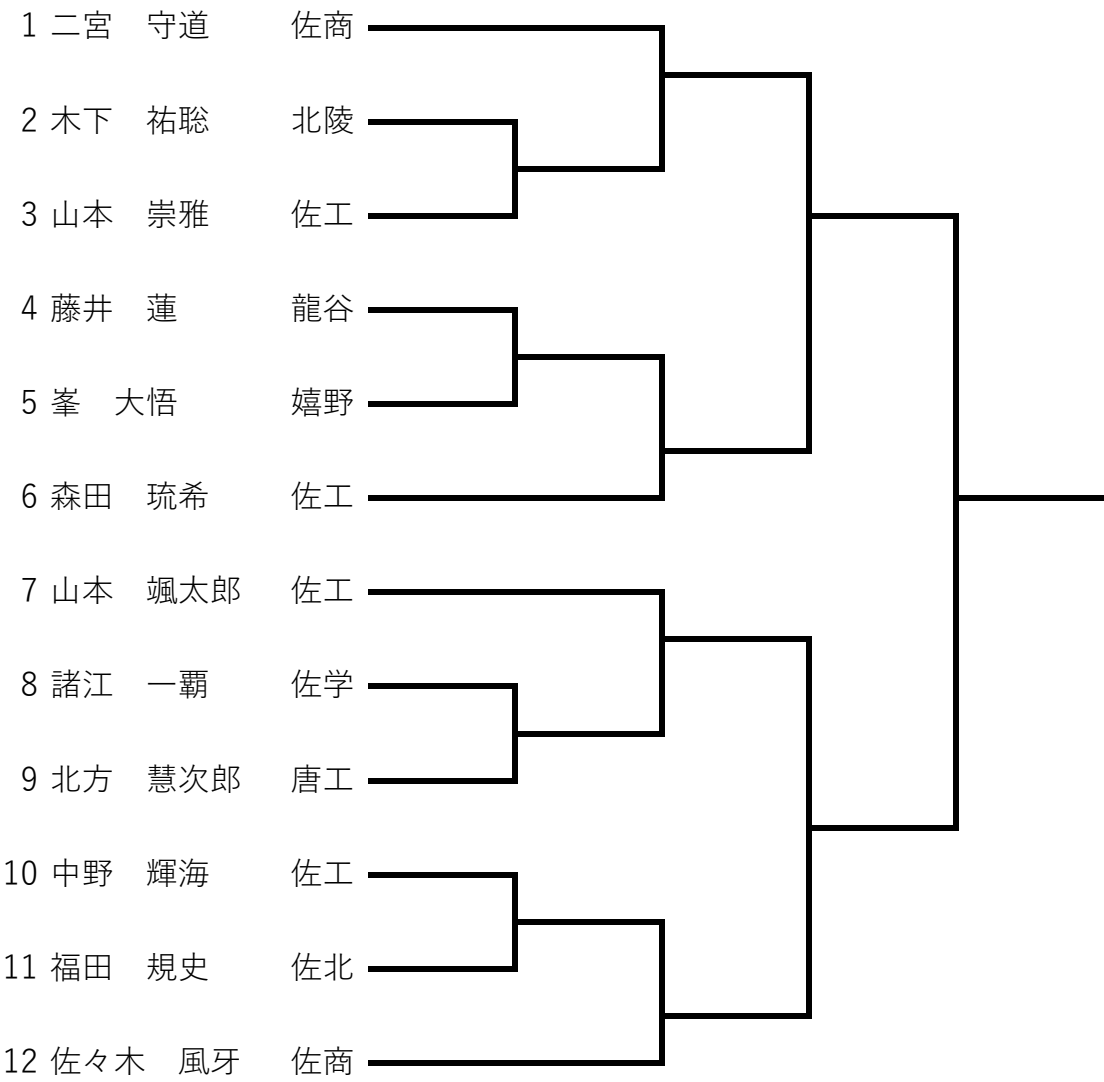 1 二宮　守道　佐商
2 木下　祐聡　北陵
3 山本　崇雅　佐工
4 藤井　蓮　龍谷
5 峯　大悟　嬉野
6 森田　琉希　佐工
7 山本　颯太郎　佐工
8 諸江　一覇　佐学
9 北方　慧次郎　唐工
10 中野　輝海　佐工
11 福田　規史　佐北
12 佐々木　風牙　佐商